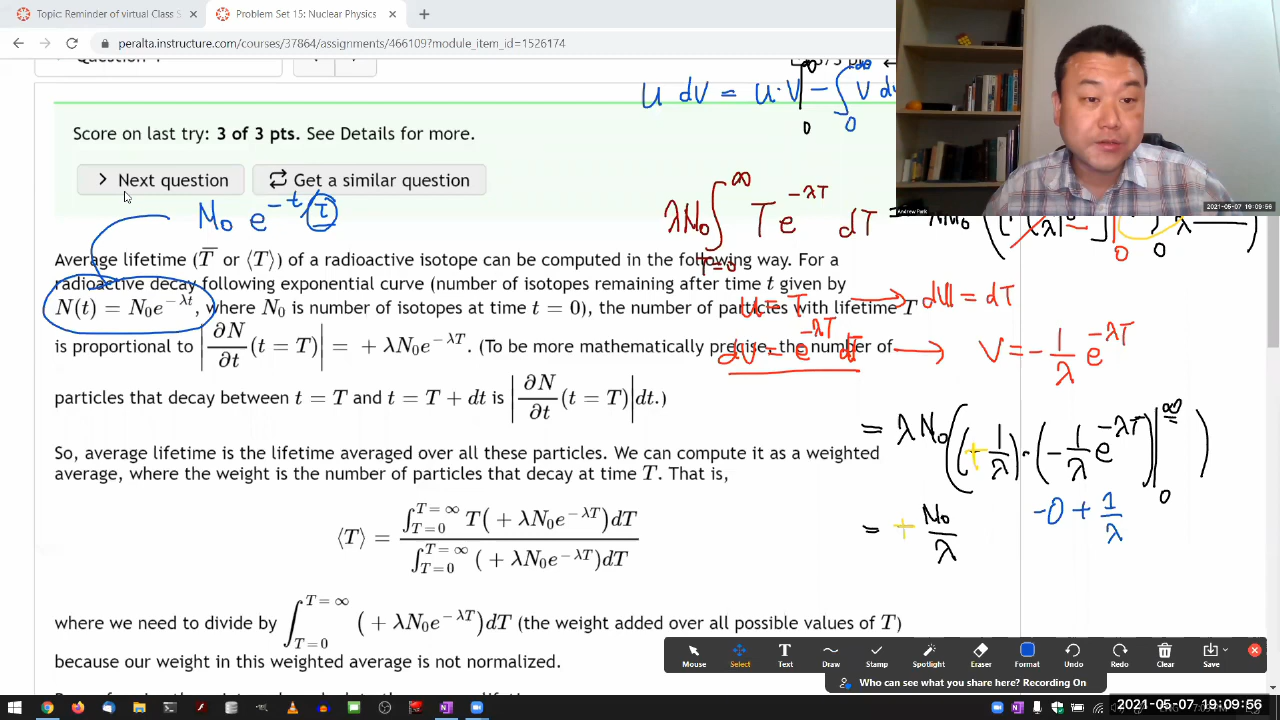 Topic: Reminder of virtual Class S
Problem Set 15: Nuclear Physics
peralta.instructure.com/courses/37664/assignments/466109?module_item_id=1526174
u dv = u·v |₀^∞ − ∫₀^∞ v du
Score on last try: 3 of 3 pts. See Details for more.
Next question
Get a similar question
N₀ e^{-t/τ}
λN₀ ∫_{T=0}^{∞} T e^{-λT} dT
Andrew Park
2021-05-07 19:09:56
Average lifetime (T̅ or ⟨T⟩) of a radioactive isotope can be computed in the following way. For a
radioactive decay following exponential curve (number of isotopes remaining after time t given by
N(t) = N₀e^{-λt}, where N₀ is number of isotopes at time t = 0), the number of particles with lifetime T
is proportional to |∂N/∂t (t = T)| = + λN₀e^{-λT}. (To be more mathematically precise, the number of
particles that decay between t = T and t = T + dt is |∂N/∂t (t = T)|dt.)
u = T → du = dT
dv = e^{-λT} dT → v = −1/λ e^{-λT}
So, average lifetime is the lifetime averaged over all these particles. We can compute it as a weighted
average, where the weight is the number of particles that decay at time T. That is,
= λN₀((+1/λ)·(−1/λ e^{-λT})|₀^∞)
−0 + 1/λ
= + N₀/λ
⟨T⟩ = ∫_{T=0}^{T=∞} T(+ λN₀e^{-λT})dT / ∫_{T=0}^{T=∞} (+ λN₀e^{-λT})dT
where we need to divide by ∫_{T=0}^{T=∞} (+ λN₀e^{-λT})dT (the weight added over all possible values of T)
because our weight in this weighted average is not normalized.
Mouse Select Text Draw Stamp Spotlight Eraser Format Undo Redo Clear Save
Who can see what you share here? Recording On
2021-05-07 19:09:56